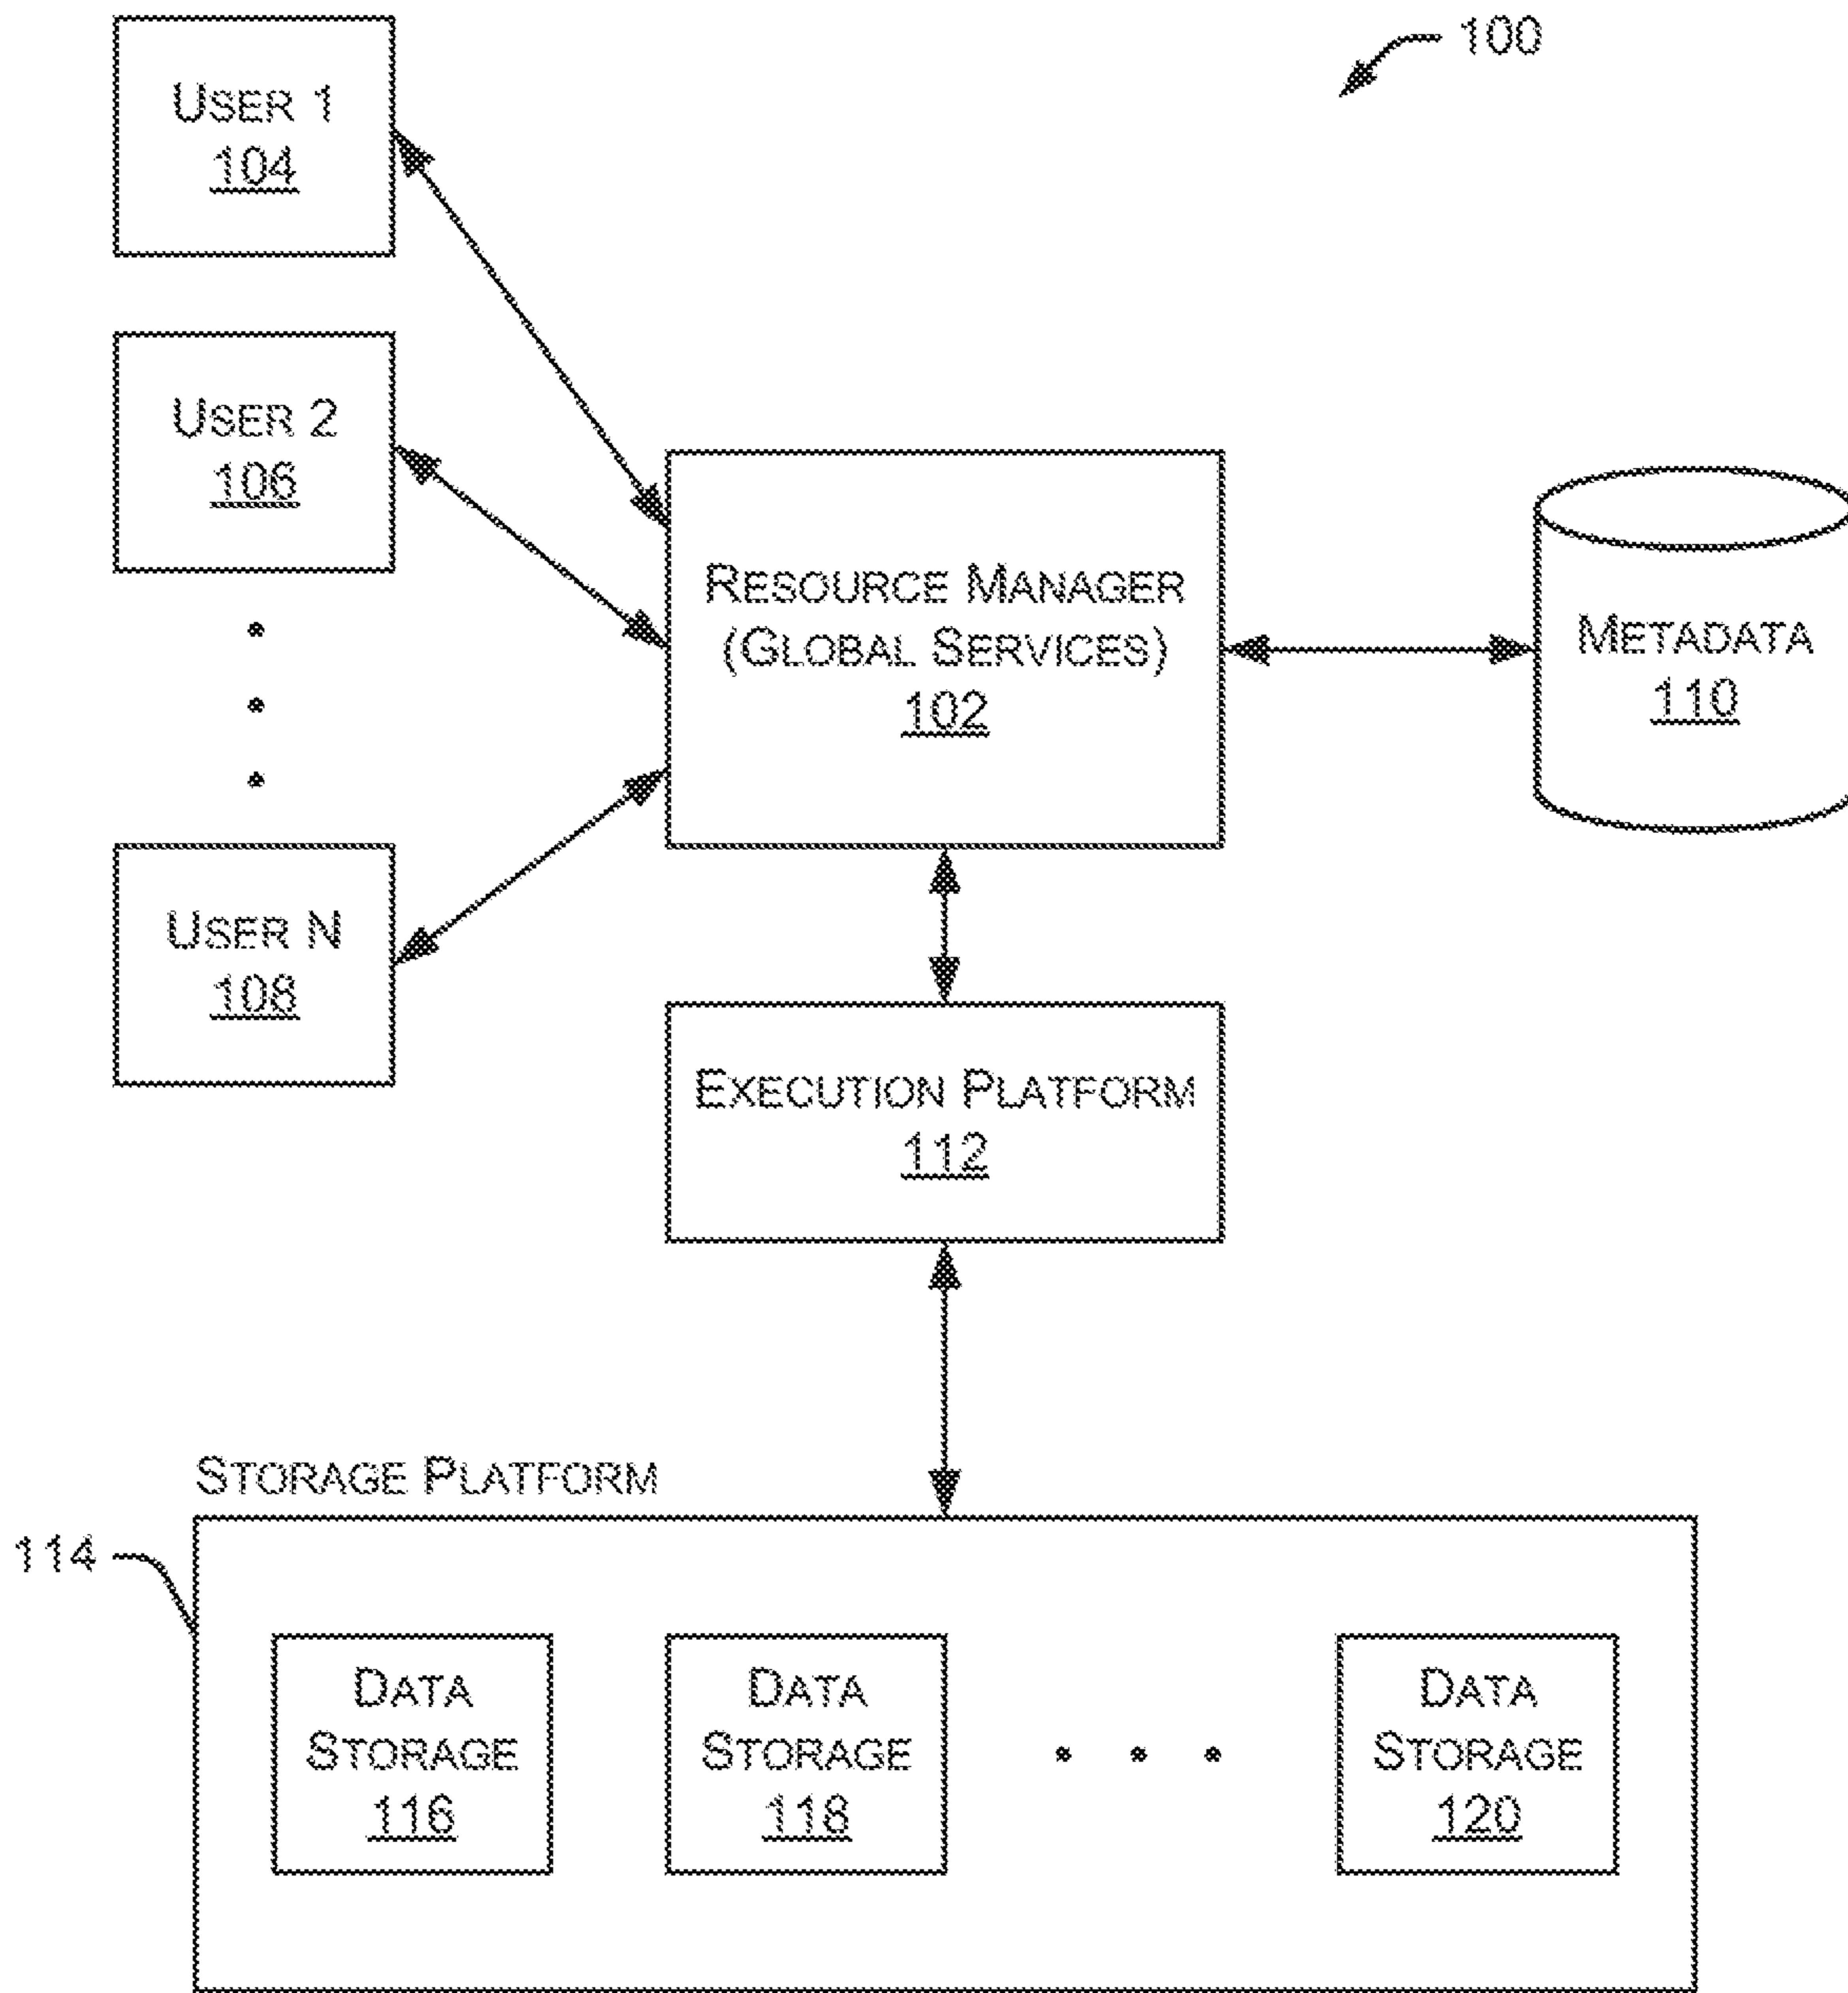 100
USER 1
104
USER 2
106
RESOURCE MANAGER
(GLOBAL SERVICES)
102
METADATA
110
USER N
108
EXECUTION PLATFORM
112
STORAGE PLATFORM
114
DATA
STORAGE
116
DATA
STORAGE
118
DATA
STORAGE
120